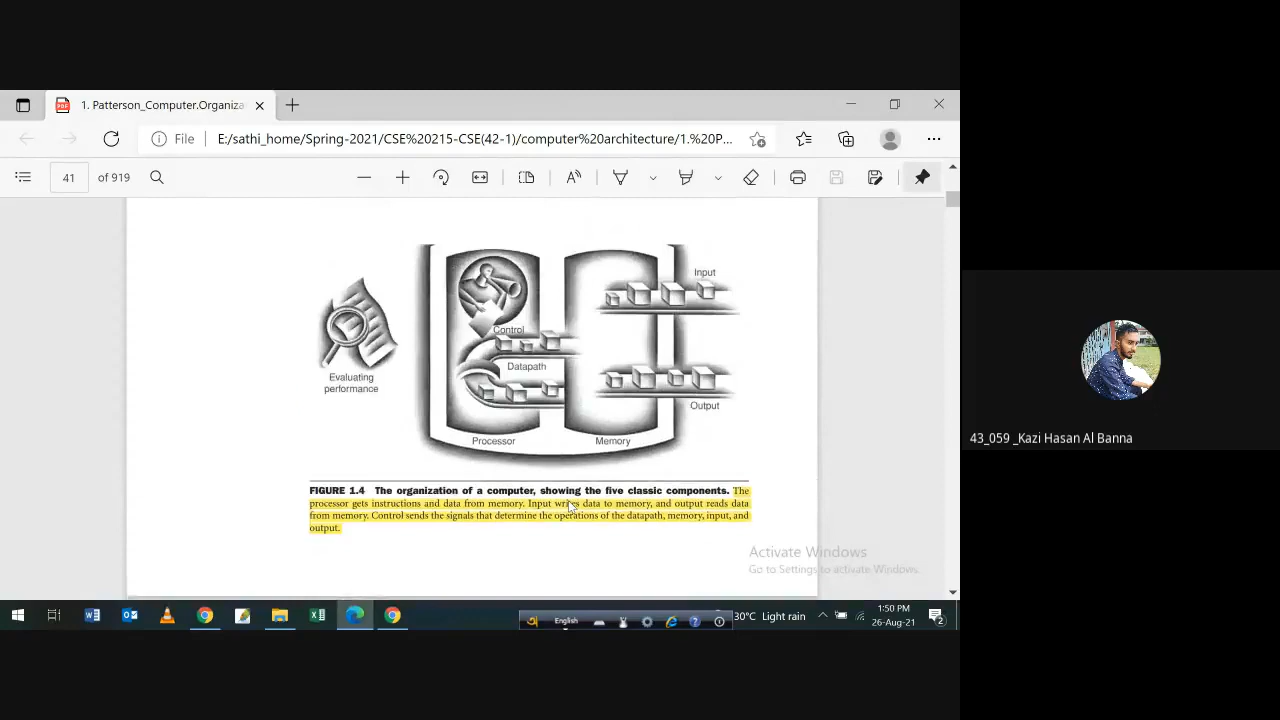 1. Patterson_Computer.Organiza
File
E:/sathi_home/Spring-2021/CSE%20215-CSE(42-1)/computer%20architecture/1.%20P...
41
of 919
Input
Control
Datapath
Evaluating
performance
Output
Processor
Memory
FIGURE 1.4 The organization of a computer, showing the five classic components. The
processor gets instructions and data from memory. Input writes data to memory, and output reads data
from memory. Control sends the signals that determine the operations of the datapath, memory, input, and
output.
43_059 _Kazi Hasan Al Banna
Activate Windows
Go to Settings to activate Windows.
English
30°C Light rain
1:50 PM
26-Aug-21
2